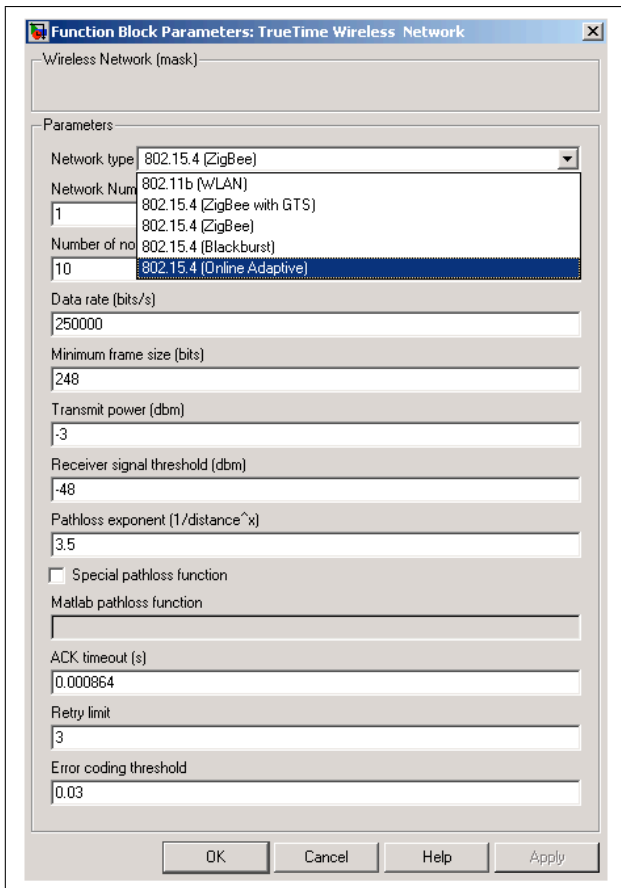 Function Block Parameters: TrueTime Wireless Network
Wireless Network (mask)
Parameters
Network type 802.15.4 (ZigBee)
802.11b (WLAN)
802.15.4 (ZigBee with GTS)
802.15.4 (ZigBee)
802.15.4 (Blackburst)
802.15.4 (Online Adaptive)
Network Num
1
Number of no
10
Data rate (bits/s)
250000
Minimum frame size (bits)
248
Transmit power (dbm)
-3
Receiver signal threshold (dbm)
-48
Pathloss exponent (1/distance^x)
3.5
Special pathloss function
Matlab pathloss function
ACK timeout (s)
0.000864
Retry limit
3
Error coding threshold
0.03
OK Cancel Help Apply